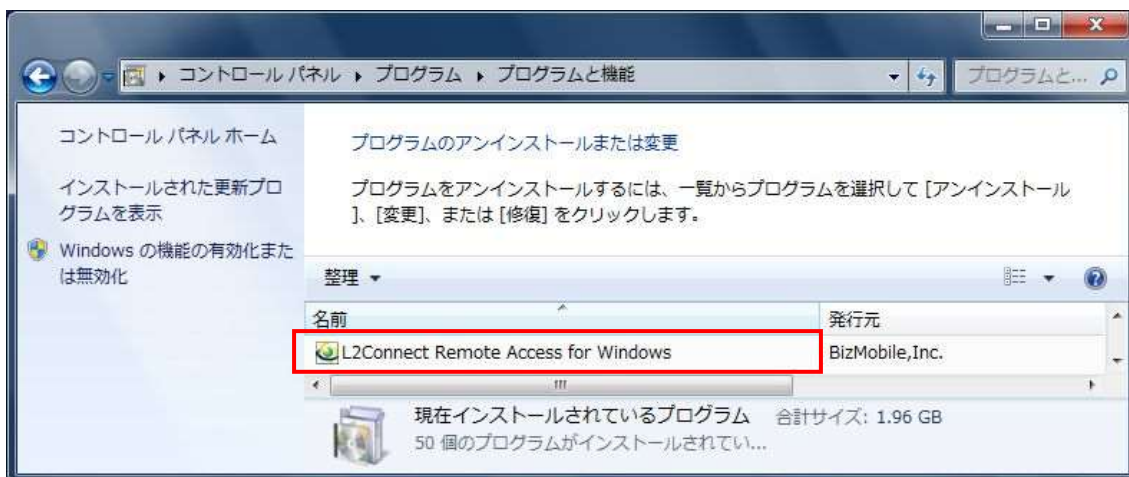 コントロール パネル ▸ プログラム ▸ プログラムと機能
プログラムと...
コントロール パネル ホーム
インストールされた更新プロ
グラムを表示
Windows の機能の有効化また
は無効化
プログラムのアンインストールまたは変更
プログラムをアンインストールするには、一覧からプログラムを選択して [アンインストール
]、[変更]、または [修復] をクリックします。
整理
名前 発行元
L2Connect Remote Access for Windows BizMobile,Inc.
現在インストールされているプログラム 合計サイズ: 1.96 GB
50 個のプログラムがインストールされてい...